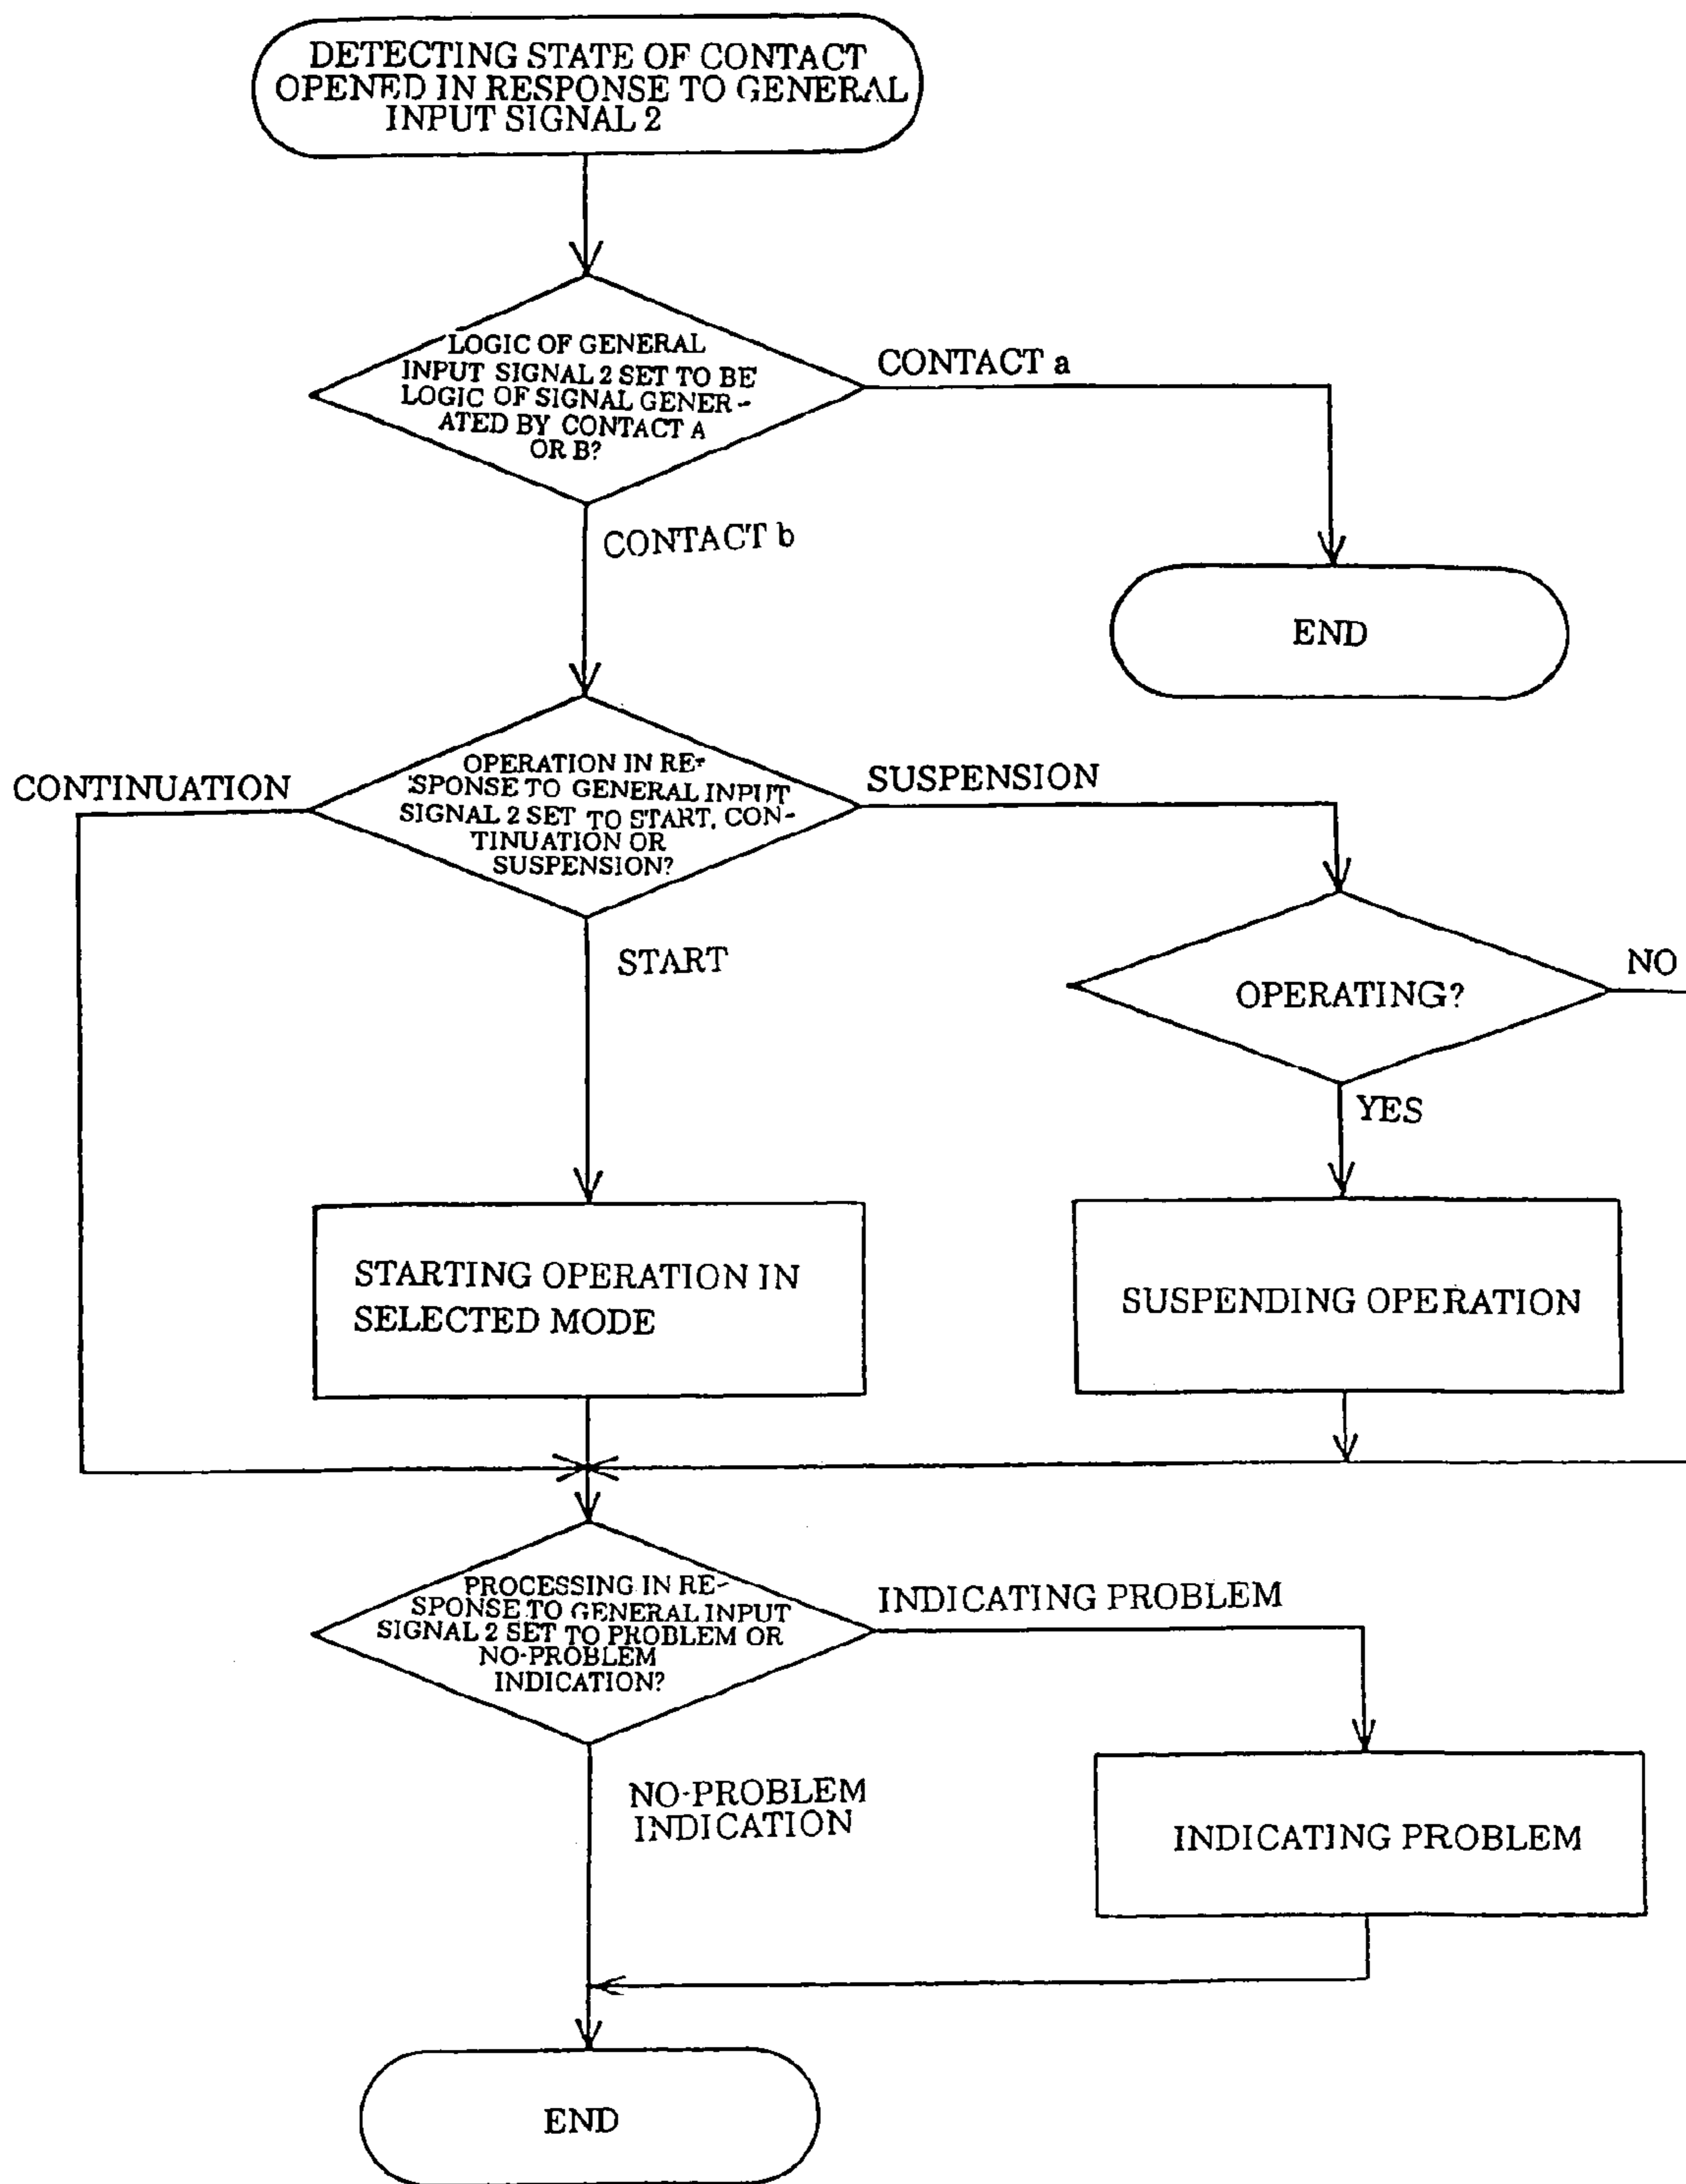 DETECTING STATE OF CONTACT
OPENED IN RESPONSE TO GENERAL
INPUT SIGNAL 2
LOGIC OF GENERAL
INPUT SIGNAL 2 SET TO BE
LOGIC OF SIGNAL GENER-
ATED BY CONTACT A
OR B?
CONTACT a
CONTACT b
END
OPERATION IN RE-
SPONSE TO GENERAL INPUT
SIGNAL 2 SET TO START, CON-
TINUATION OR
SUSPENSION?
CONTINUATION
SUSPENSION
START
OPERATING?
NO
YES
STARTING OPERATION IN
SELECTED MODE
SUSPENDING OPERATION
PROCESSING IN RE-
SPONSE TO GENERAL INPUT
SIGNAL 2 SET TO PROBLEM OR
NO-PROBLEM
INDICATION?
INDICATING PROBLEM
NO-PROBLEM
INDICATION
INDICATING PROBLEM
END